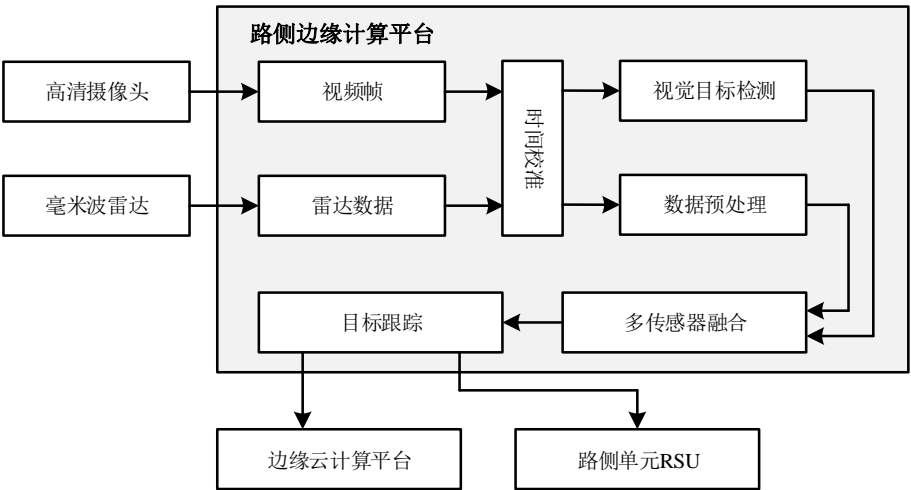 路侧边缘计算平台
高清摄像头
视频帧
时间校准
视觉目标检测
毫米波雷达
雷达数据
数据预处理
目标跟踪
多传感器融合
边缘云计算平台
路侧单元RSU